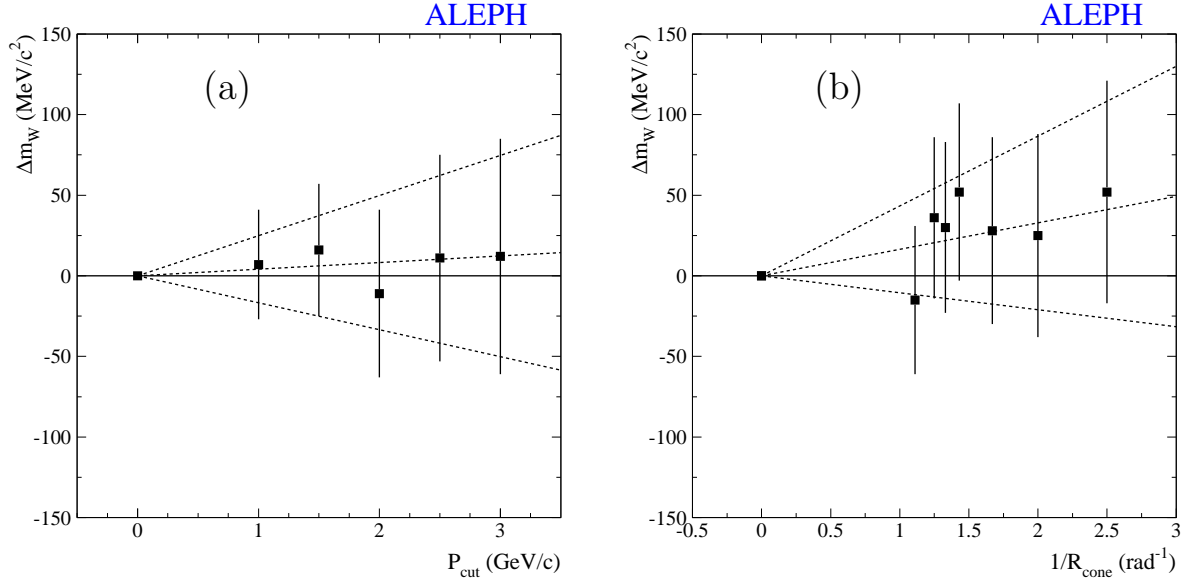 ALEPH
(a)
Δm_W (MeV/c²)
150
100
50
0
-50
-100
-150
0 1 2 3
P_cut (GeV/c)
ALEPH
(b)
Δm_W (MeV/c²)
150
100
50
0
-50
-100
-150
-0.5 0 0.5 1 1.5 2 2.5 3
1/R_cone (rad⁻¹)